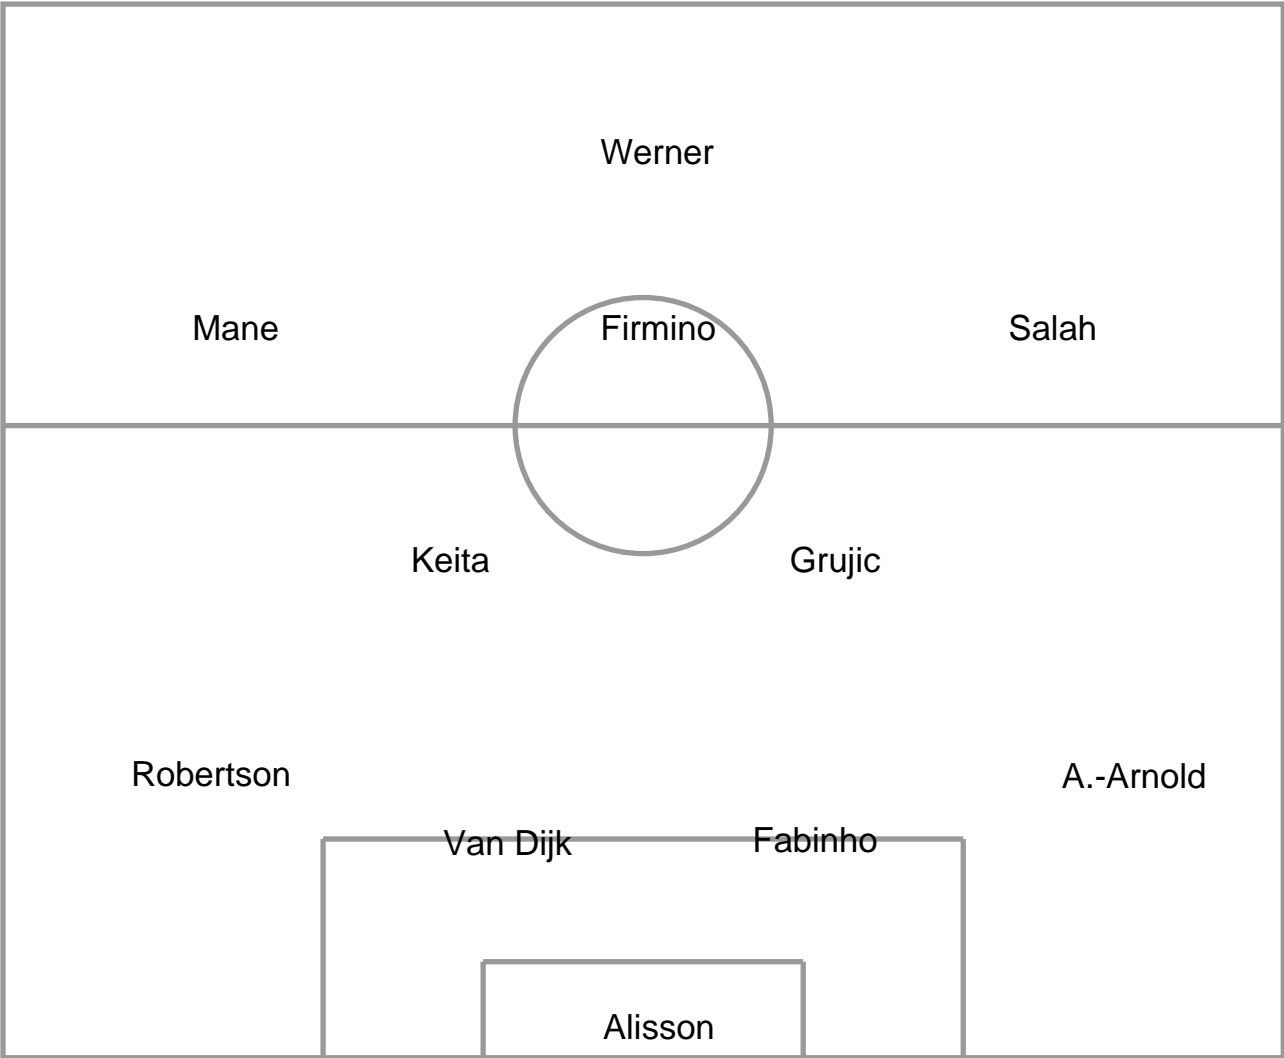 Werner
Mane Firmino Salah
Keita Grujic
Robertson A.-Arnold
Van Dijk Fabinho
Alisson